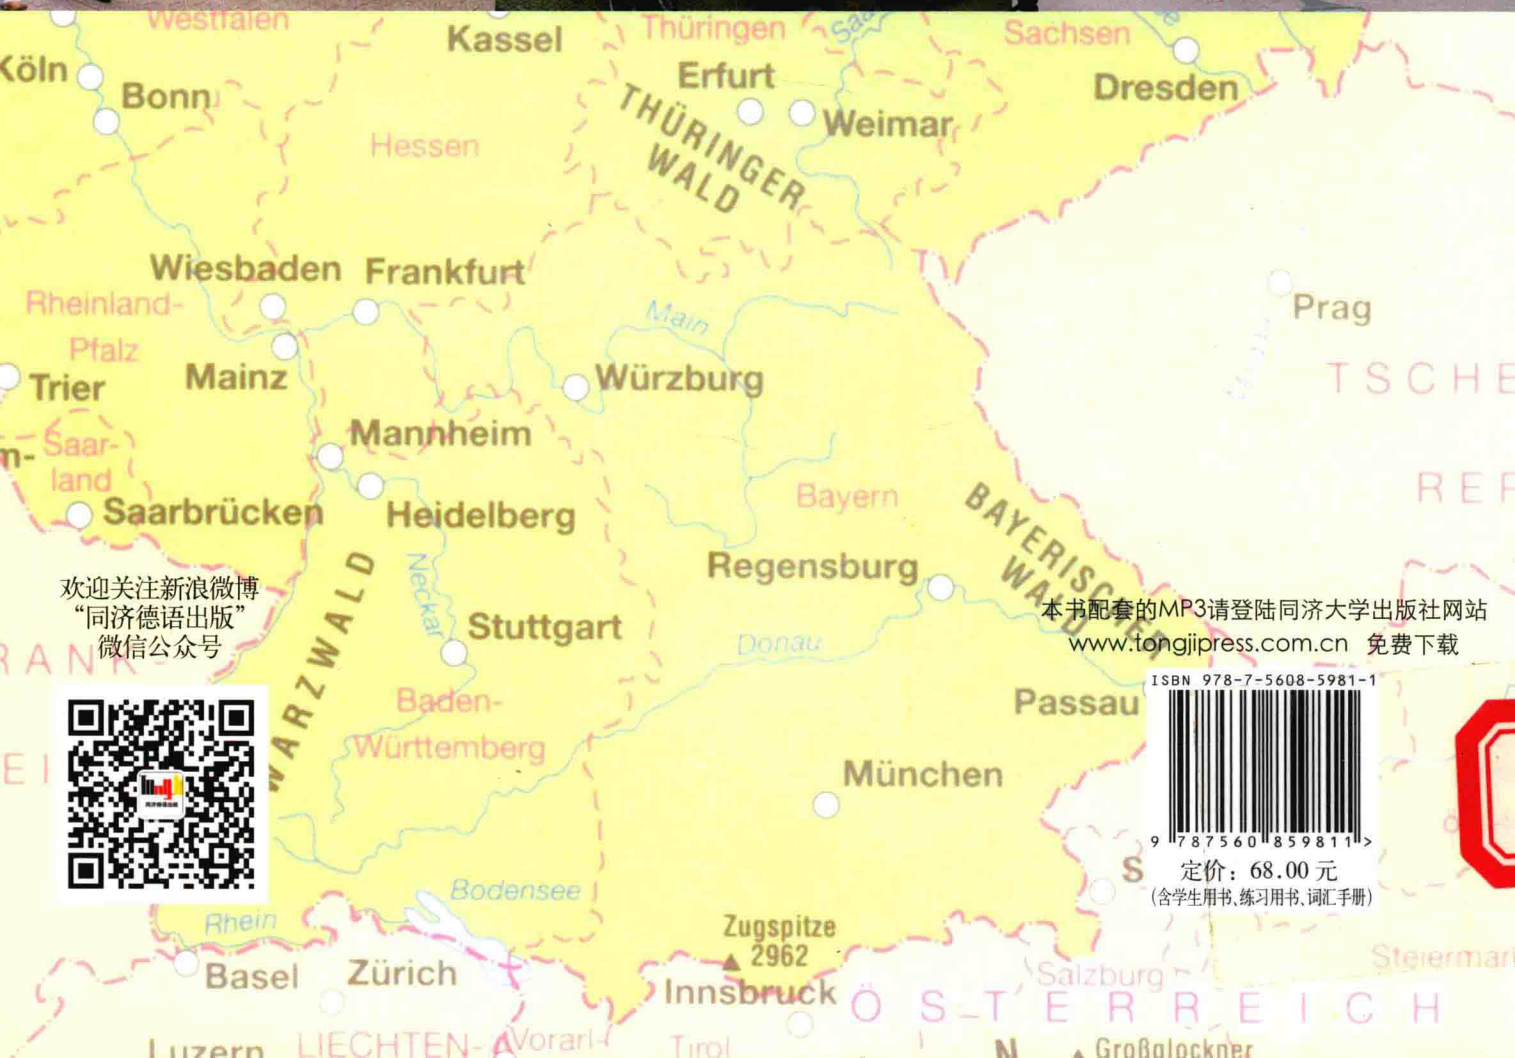 Westfalen
Kassel
Thüringen
Sachsen
Köln
Bonn
Erfurt
Weimar
Dresden
Hessen
THÜRINGER
WALD
Wiesbaden
Frankfurt
Rheinland-
Pfalz
Main
Prag
Trier
Mainz
Würzburg
TSCHE
Mannheim
Saar-
land
Saarbrücken
Heidelberg
Bayern
BAYERISCHER
WALD
Neckar
Regensburg
欢迎关注新浪微博
“同济德语出版”
微信公众号
RANK-
WARZWALD
Stuttgart
Donau
本书配套的MP3请登陆同济大学出版社网站
www.tongjipress.com.cn 免费下载
ISBN 978-7-5608-5981-1
Baden-
Württemberg
Passau
EI
München
9 787560 859811 >
定价：68.00 元
(含学生用书、练习用书、词汇手册)
S
Bodensee
Rhein
Zugspitze
2962
Basel
Zürich
Innsbruck
Salzburg
Steiermark
ÖSTERREICH
Luzern
LIECHTEN-
Vorarl-
Tirol
Großglockner